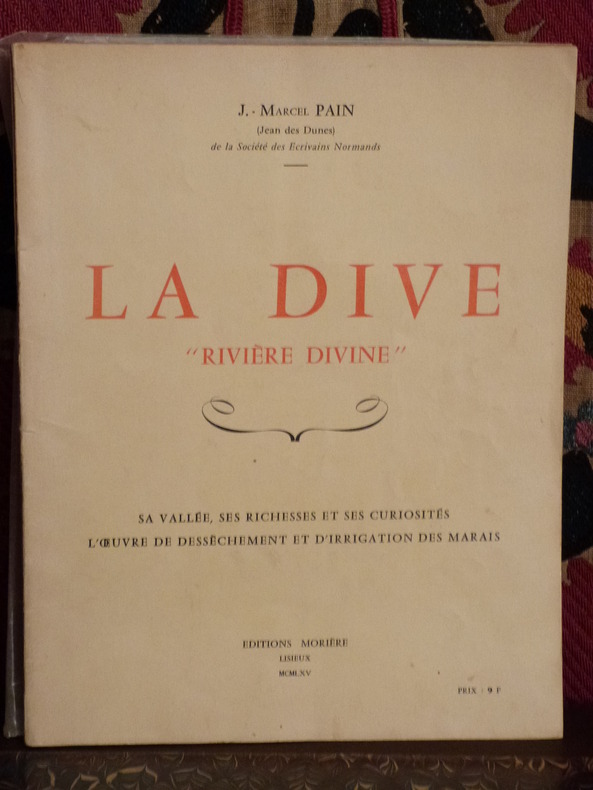 J. - MARCEL PAIN
(Jean des Dunes)
de la Société des Ecrivains Normands
LA DIVE
"RIVIÈRE DIVINE"
SA VALLÉE, SES RICHESSES ET SES CURIOSITÉS
L'ŒUVRE DE DESSÈCHEMENT ET D'IRRIGATION DES MARAIS
EDITIONS MORIÈRE
LISIEUX
MCMLXV
PRIX : 9 F